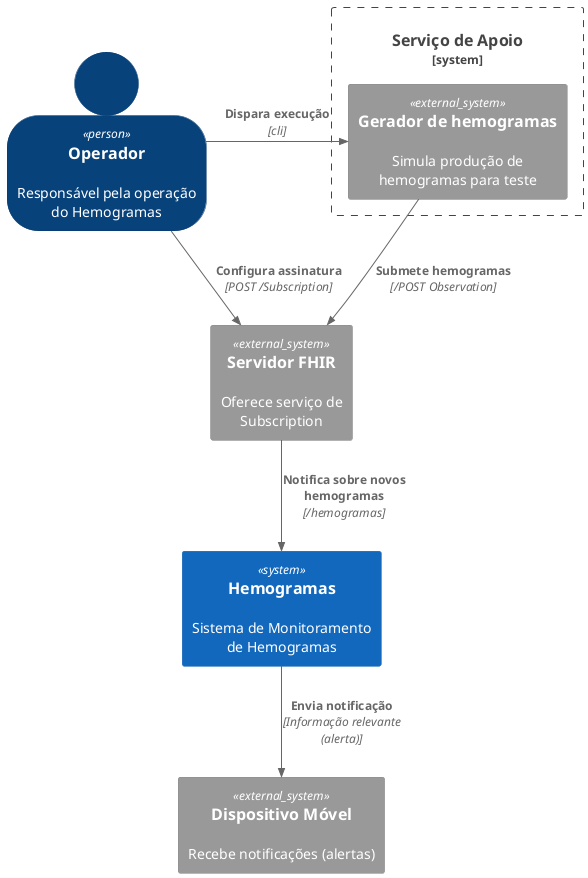 Serviço de Apoio
[system]
«external_system»
Gerador de hemogramas
Simula produção de
hemogramas para teste
«person»
Operador
Responsável pela operação
do Hemogramas
Dispara execução
[cli]
Configura assinatura
[POST /Subscription]
Submete hemogramas
[/POST Observation]
«external_system»
Servidor FHIR
Oferece serviço de
Subscription
Notifica sobre novos
hemogramas
[/hemogramas]
«system»
Hemogramas
Sistema de Monitoramento
de Hemogramas
Envia notificação
[Informação relevante
(alerta)]
«external_system»
Dispositivo Móvel
Recebe notificações (alertas)